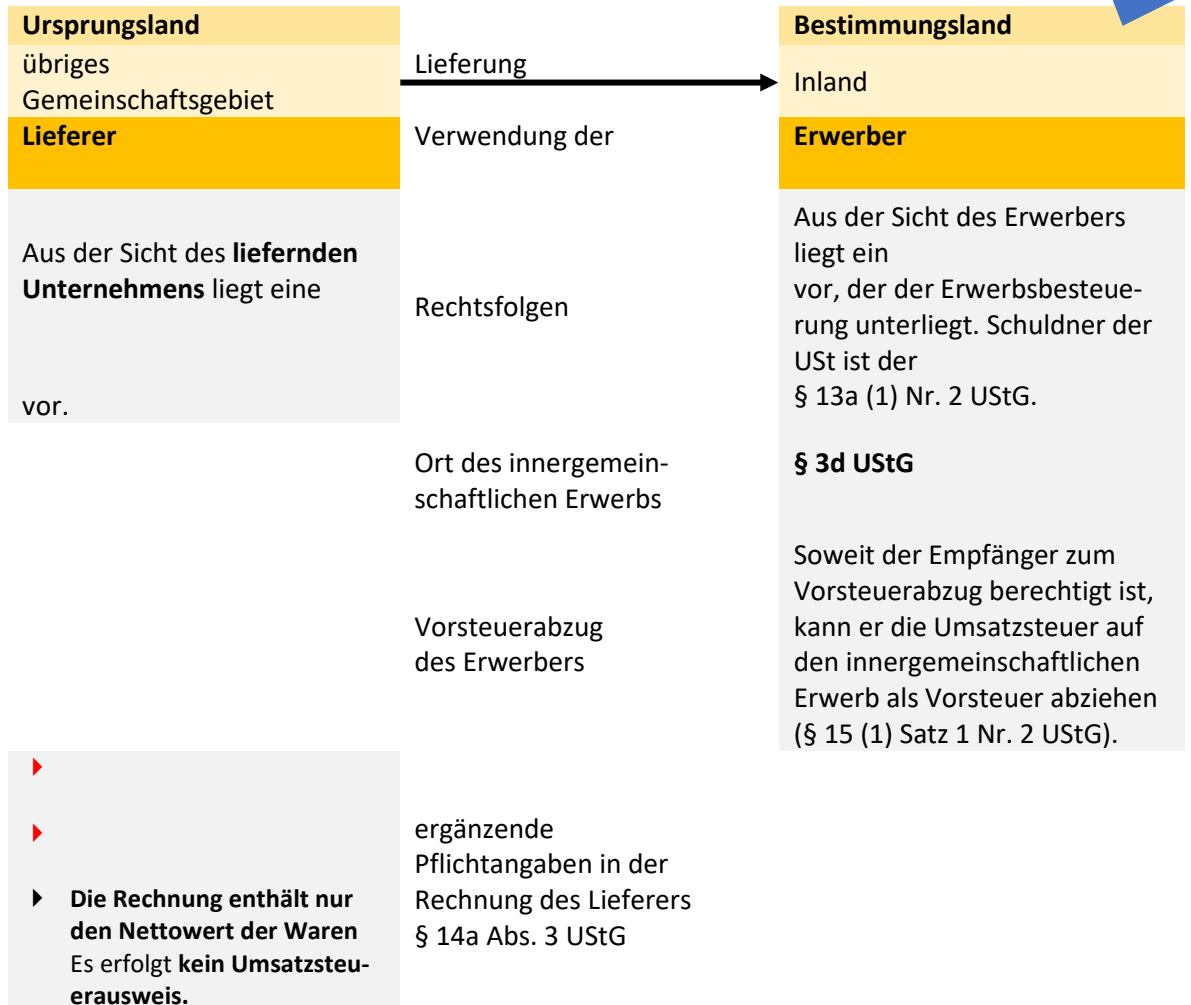 Ursprungsland
Bestimmungsland
übriges
Gemeinschaftsgebiet
Lieferung
Inland
Lieferer
Verwendung der
Erwerber
Aus der Sicht des liefernden
Unternehmens liegt eine
vor.
Rechtsfolgen
Aus der Sicht des Erwerbers
liegt ein
vor, der der Erwerbsbesteue-
rung unterliegt. Schuldner der
USt ist der
§ 13a (1) Nr. 2 UStG.
Ort des innergemein-
schaftlichen Erwerbs
§ 3d UStG
Vorsteuerabzug
des Erwerbers
Soweit der Empfänger zum
Vorsteuerabzug berechtigt ist,
kann er die Umsatzsteuer auf
den innergemeinschaftlichen
Erwerb als Vorsteuer abziehen
(§ 15 (1) Satz 1 Nr. 2 UStG).
Die Rechnung enthält nur
den Nettowert der Waren
Es erfolgt kein Umsatzsteu-
erausweis.
ergänzende
Pflichtangaben in der
Rechnung des Lieferers
§ 14a Abs. 3 UStG